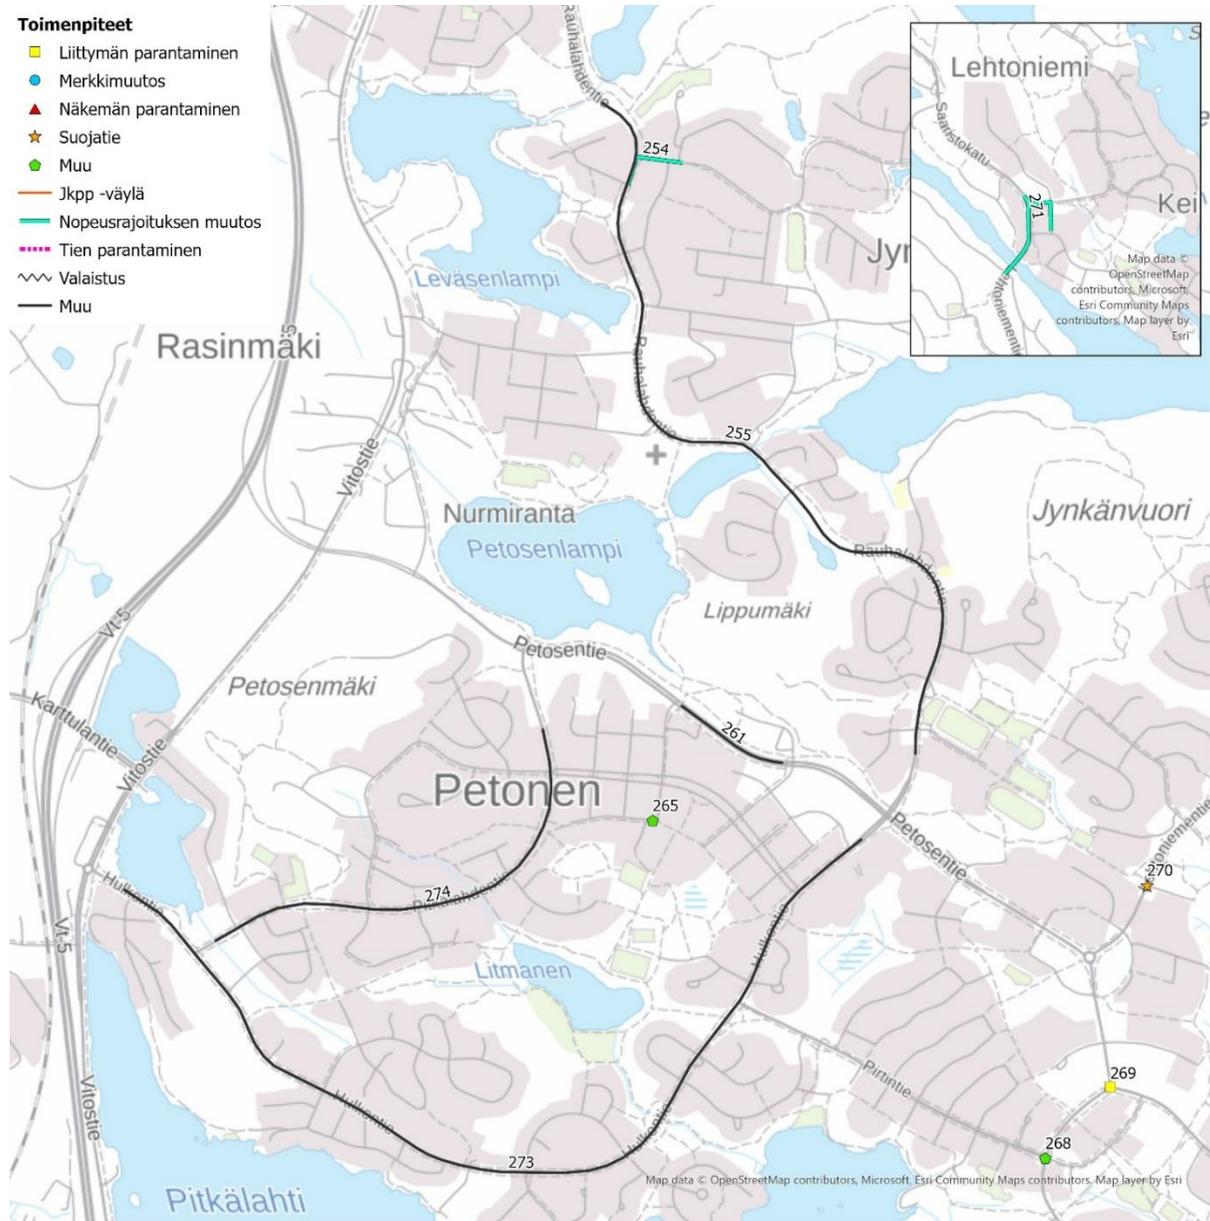 Toimenpiteet
Liittymän parantaminen
Merkkimuutos
Näkemän parantaminen
Suojatie
Muu
Jkpp -väylä
Nopeusrajoituksen muutos
Tien parantaminen
Valaistus
Muu
Rauhalahdentie
254
Jyn
Lehtoniemi
Saaristokatu
271
Kei
Lehtoniementie
Map data ©
OpenStreetMap
contributors, Microsoft,
Esri Community Maps
contributors, Map layer by
Esri
Leväsenlampi
Rasinmäki
Rauhalahdentie
255
Vitostie
Nurmiranta
Petosenlampi
Jynkänvuori
Rauhalahdentie
Lippumäki
Vt 5
Petosentie
Petosenmäki
Karttulantie
Vitostie
261
Petonen
265
Petosentie
270
274
Hulkontie
Vt 5
Hulkontie
Litmanen
Pirtintie
269
Vitostie
Hulkontie
Hulkontie
268
273
Map data © OpenStreetMap contributors, Microsoft, Esri Community Maps contributors, Map layer by Esri
Pitkälahti